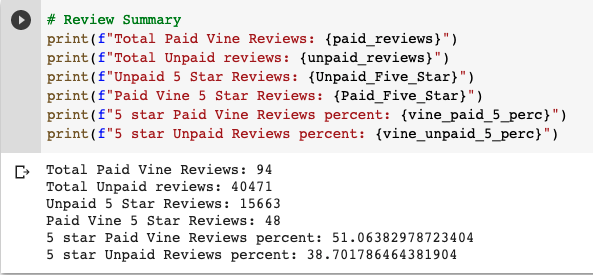 # Review Summary
print(f"Total Paid Vine Reviews: {paid_reviews}")
print(f"Total Unpaid reviews: {unpaid_reviews}")
print(f"Unpaid 5 Star Reviews: {Unpaid_Five_Star}")
print(f"Paid Vine 5 Star Reviews: {Paid_Five_Star}")
print(f"5 star Paid Vine Reviews percent: {vine_paid_5_perc}")
print(f"5 star Unpaid Reviews percent: {vine_unpaid_5_perc}")
Total Paid Vine Reviews: 94
Total Unpaid reviews: 40471
Unpaid 5 Star Reviews: 15663
Paid Vine 5 Star Reviews: 48
5 star Paid Vine Reviews percent: 51.06382978723404
5 star Unpaid Reviews percent: 38.701786464381904